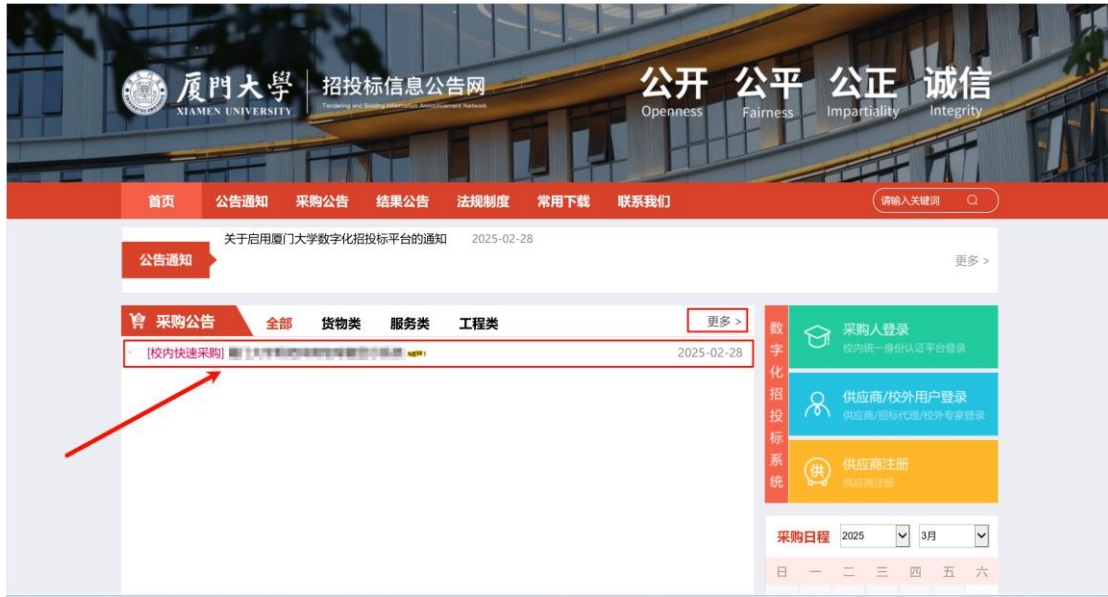 厦門大學 招投标信息公告网
XIAMEN UNIVERSITY Tendering and Bidding Information Announcement Network
公开 公平 公正 诚信
Openness Fairness Impartiality Integrity
首页 公告通知 采购公告 结果公告 法规制度 常用下载 联系我们 请输入关键词
关于启用厦门大学数字化招投标平台的通知 2025-02-28
公告通知 更多 >
采购公告 全部 货物类 服务类 工程类 更多 >
[校内快速采购] NEW! 2025-02-28
数字化招投标系统
采购人登录
校内统一身份认证平台登录
供应商/校外用户登录
供应商/招标代理/校外专家登录
供 供应商注册
供应商注册
采购日程 2025 3月
日 一 二 三 四 五 六